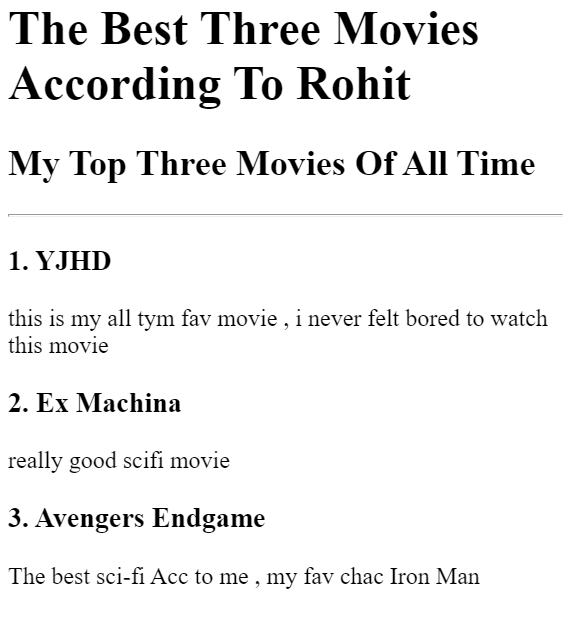 The Best Three Movies
According To Rohit
My Top Three Movies Of All Time
1. YJHD
this is my all tym fav movie , i never felt bored to watch
this movie
2. Ex Machina
really good scifi movie
3. Avengers Endgame
The best sci-fi Acc to me , my fav chac Iron Man